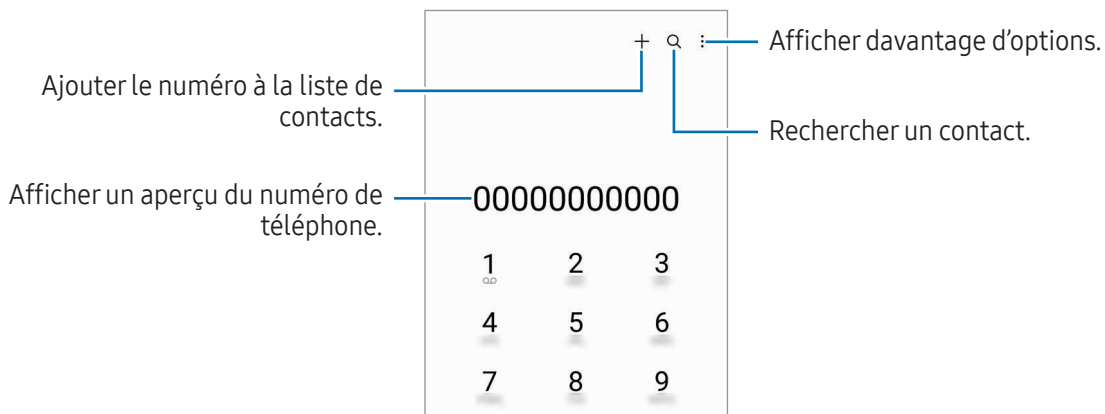 Afficher davantage d'options.
Ajouter le numéro à la liste de
contacts.
Rechercher un contact.
Afficher un aperçu du numéro de
téléphone.
00000000000
1 2 3
4 5 6
7 8 9